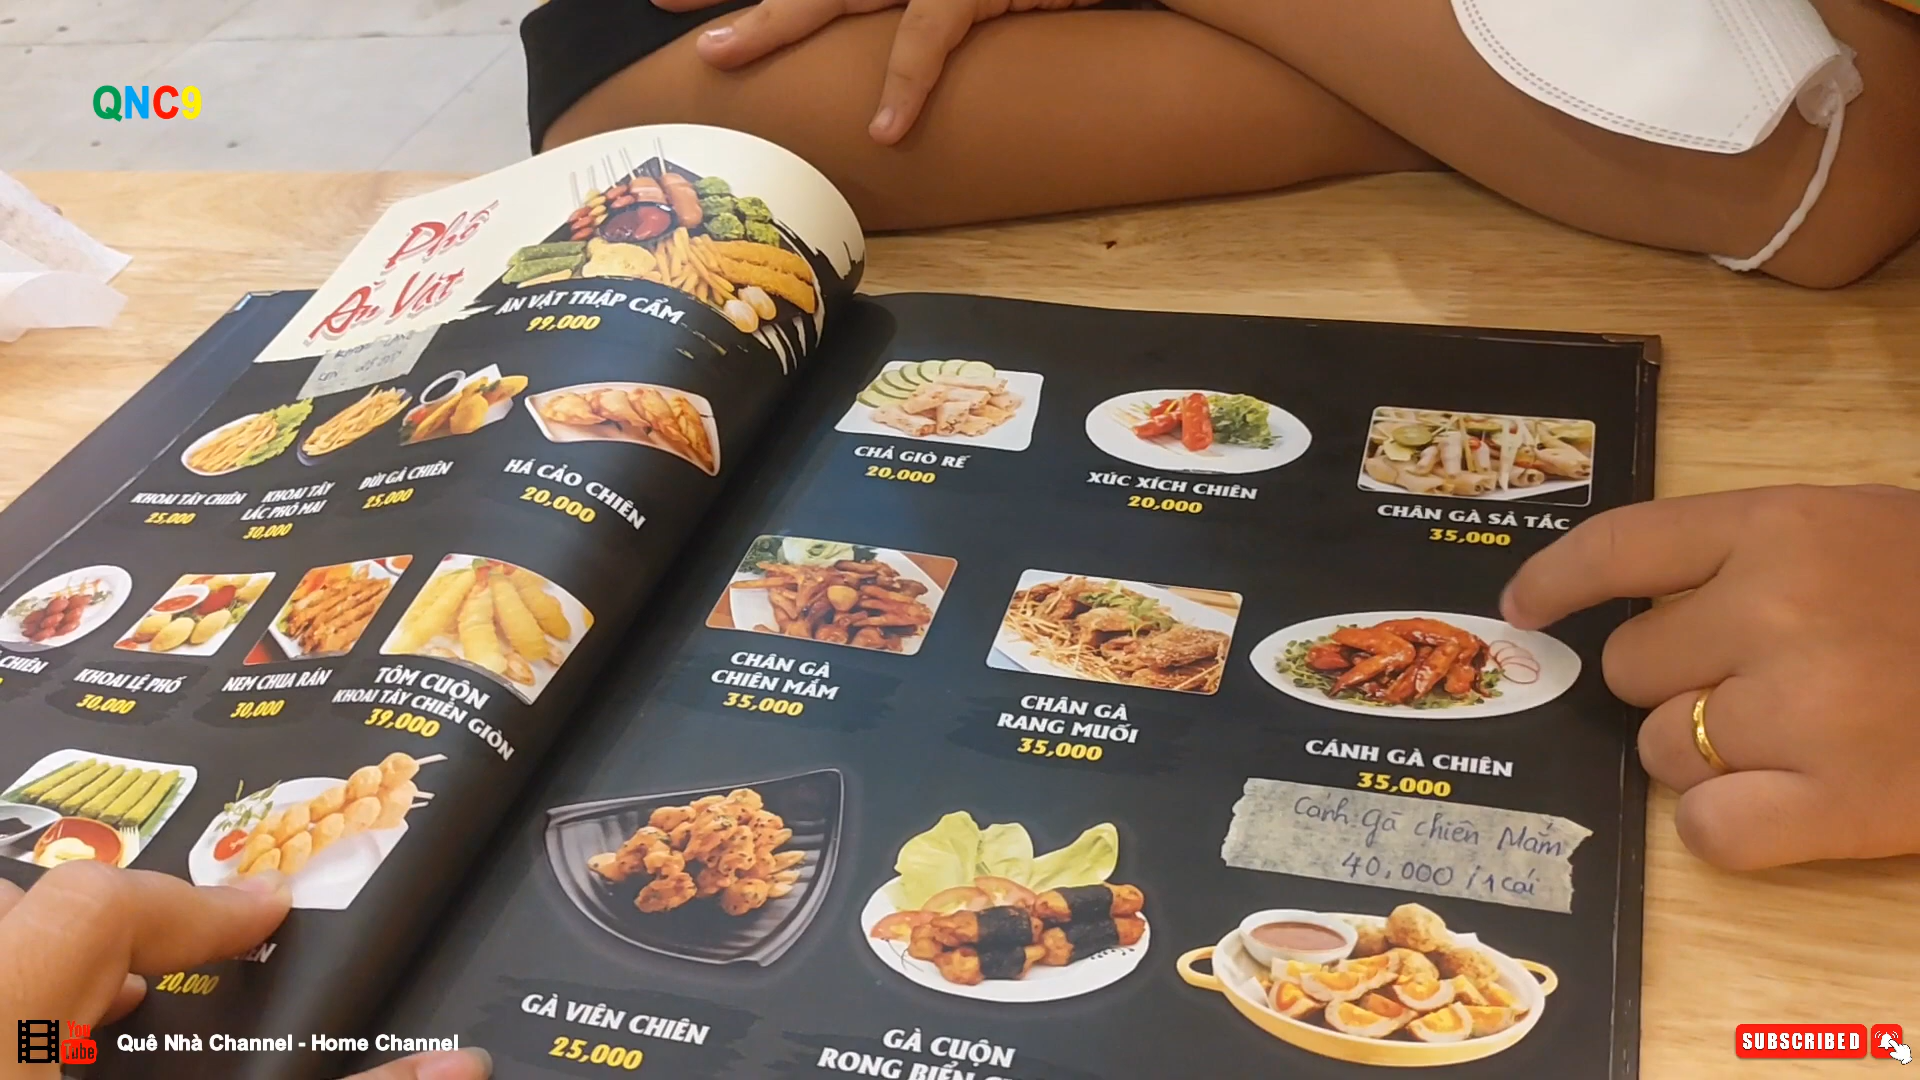 QNC9
Phố
Ăn Vặt
ĂN VẶT THẬP CẨM
99,000
KHOAI TÂY CHIÊN
25,000
KHOAI TÂY
LẮC PHÔ MAI
30,000
ĐÙI GÀ CHIÊN
25,000
HÁ CẢO CHIÊN
20,000
CHIÊN
KHOAI LỆ PHỐ
30,000
NEM CHUA RÁN
30,000
TÔM CUỘN
KHOAI TÂY CHIÊN GIÒN
39,000
20,000
CHẢ GIÒ RẾ
20,000
XÚC XÍCH CHIÊN
20,000
CHÂN GÀ SẢ TẮC
35,000
CHÂN GÀ
CHIÊN MẮM
35,000
CHÂN GÀ
RANG MUỐI
35,000
CÁNH GÀ CHIÊN
35,000
Cánh gà chiên Mắm
40.000 /1 cái
GÀ VIÊN CHIÊN
25,000
GÀ CUỘN
RONG BIỂN
You
Tube
Quê Nhà Channel - Home Channel
SUBSCRIBED